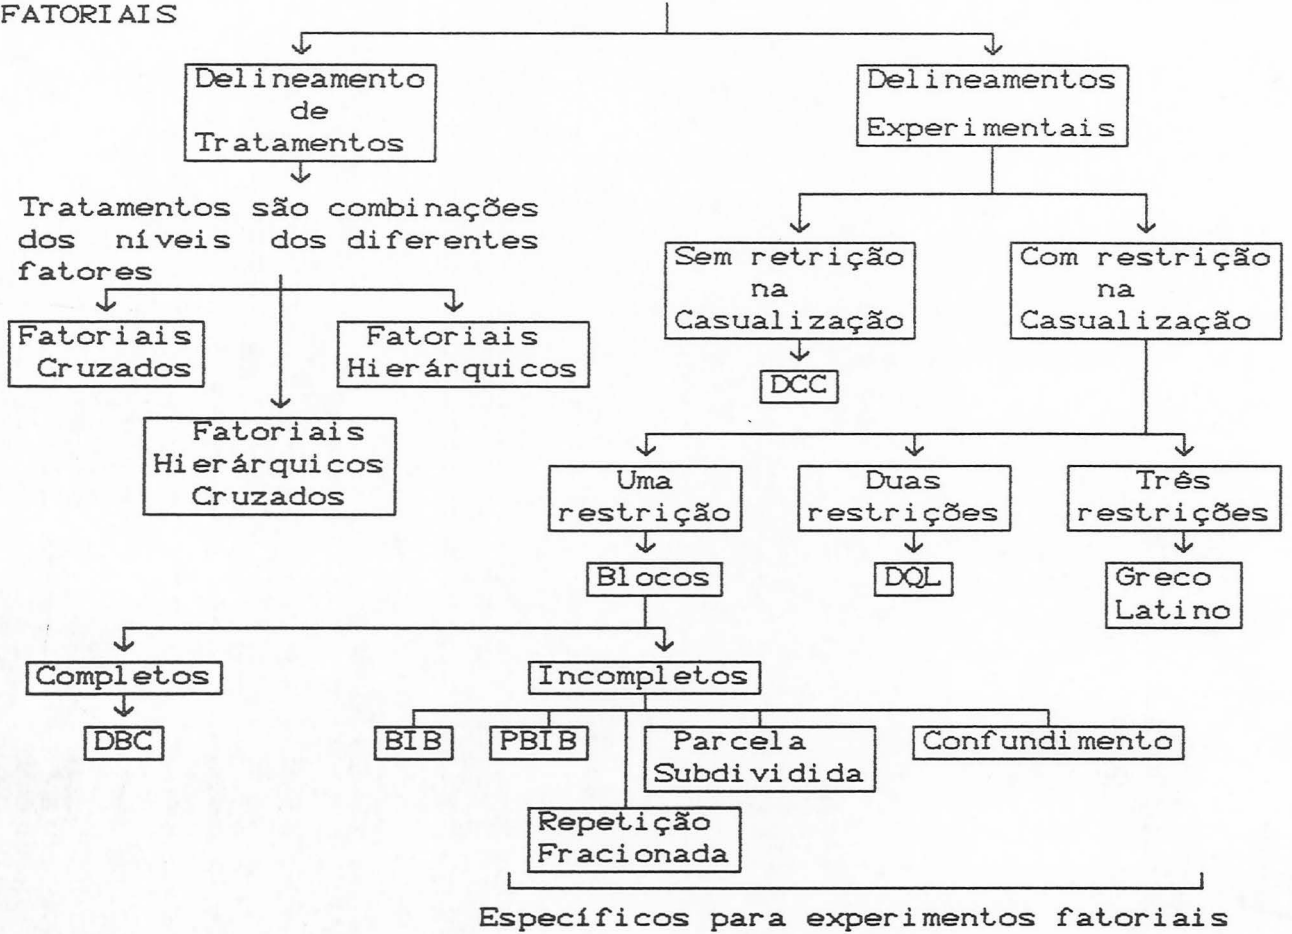 FATORIAIS
Delineamento
de
Tratamentos
Delineamentos
Experimentais
Tratamentos são combinações
dos níveis dos diferentes
fatores
Sem retrição
na
Casualização
Com restrição
na
Casualização
Fatoriais
Cruzados
Fatoriais
Hierárquicos
DCC
Fatoriais
Hierárquicos
Cruzados
Uma
restrição
Duas
restrições
Três
restrições
Blocos
DQL
Greco
Latino
Completos
Incompletos
DBC
BIB
PBIB
Parcela
Subdividida
Confundimento
Repetição
Fracionada
Específicos para experimentos fatoriais